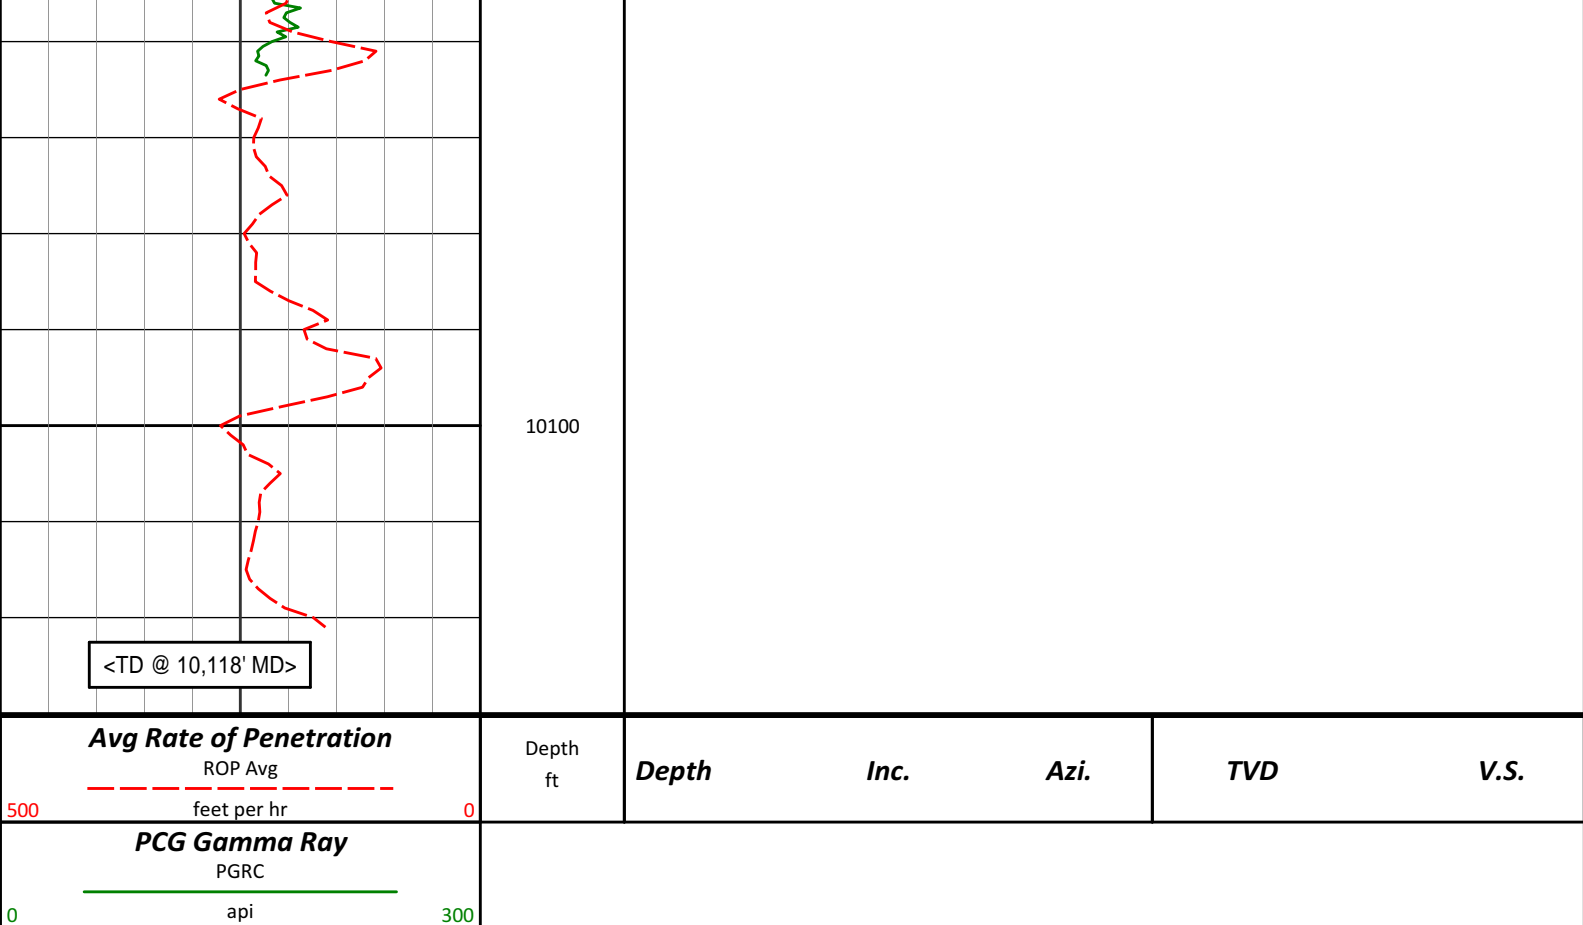 10100
<TD @ 10,118' MD>
Avg Rate of Penetration
ROP Avg
500 feet per hr 0
Depth
ft
Depth Inc. Azi. TVD V.S.
PCG Gamma Ray
PGRC
0 api 300